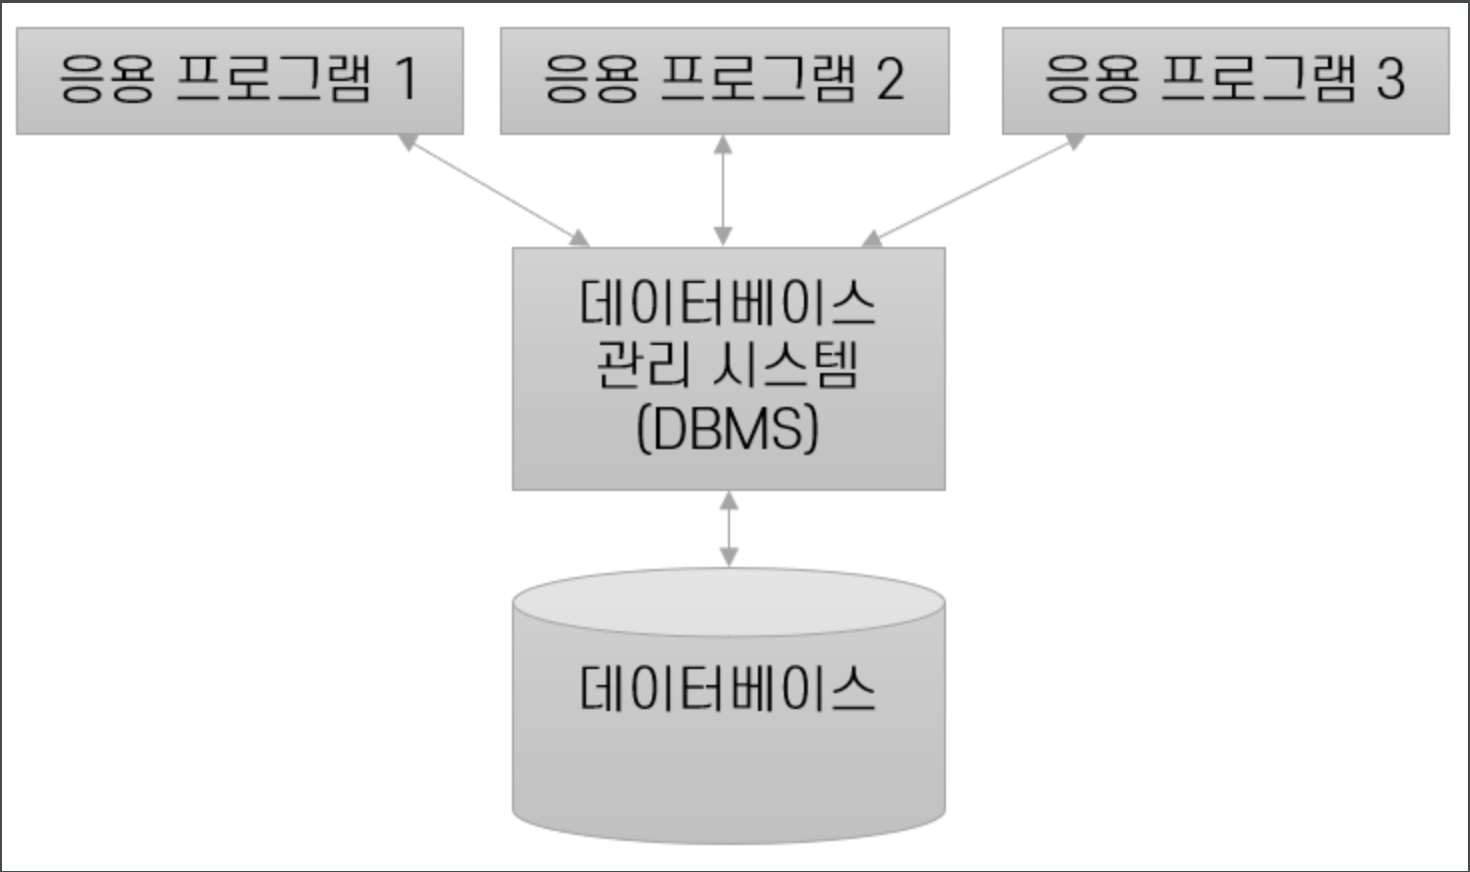 응용 프로그램 1
응용 프로그램 2
응용 프로그램 3
데이터베이스
관리 시스템
(DBMS)
데이터베이스